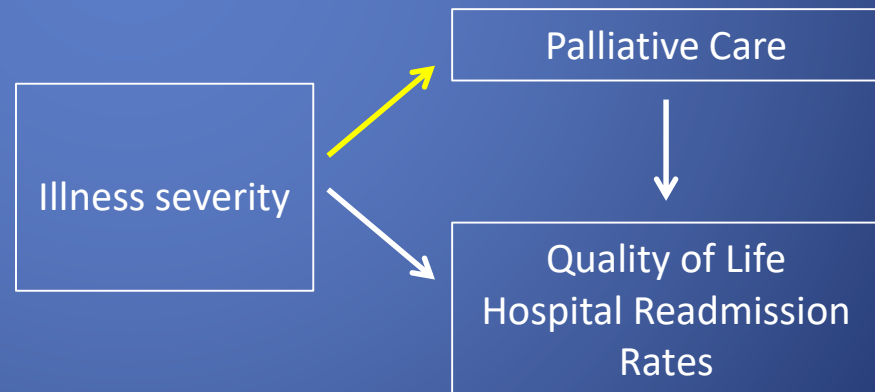 Palliative Care
Illness severity
Quality of Life
Hospital Readmission
Rates